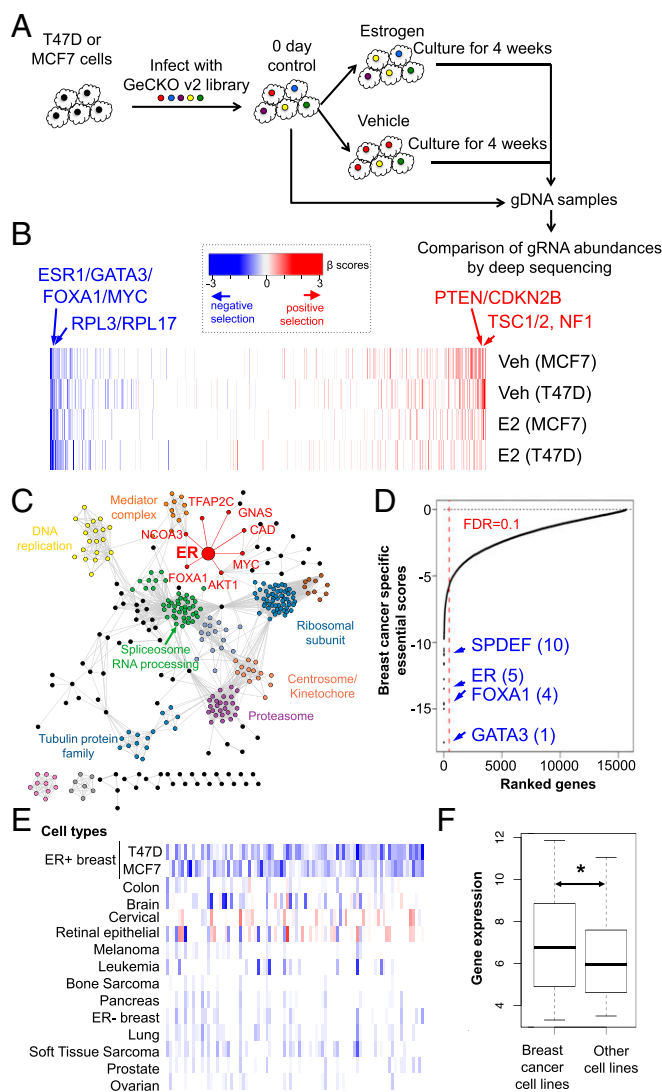 A
T47D or
MCF7 cells
Infect with
GeCKO v2 library
0 day
control
Estrogen
Culture for 4 weeks
Vehicle
Culture for 4 weeks
gDNA samples
Comparison of gRNA abundances
by deep sequencing
B
ESR1/GATA3/
FOXA1/MYC
RPL3/RPL17
β scores
-3 0 3
negative
selection
positive
selection
PTEN/CDKN2B
TSC1/2, NF1
Veh (MCF7)
Veh (T47D)
E2 (MCF7)
E2 (T47D)
C
Mediator
complex
TFAP2C
GNAS
CAD
NCOA3
ER
MYC
FOXA1
AKT1
DNA
replication
Ribosomal
subunit
Spliceosome
RNA processing
Centrosome/
Kinetochore
Proteasome
Tubulin protein
family
D
Breast cancer specific
essential scores
0
-5
-10
-15
FDR=0.1
SPDEF (10)
ER (5)
FOXA1 (4)
GATA3 (1)
0 5000 10000 15000
Ranked genes
E
Cell types
ER+ breast
T47D
MCF7
Colon
Brain
Cervical
Retinal epithelial
Melanoma
Leukemia
Bone Sarcoma
Pancreas
ER- breast
Lung
Soft Tissue Sarcoma
Prostate
Ovarian
F
Gene expression
12
10
8
6
4
*
Breast
cancer
cell lines
Other
cell lines